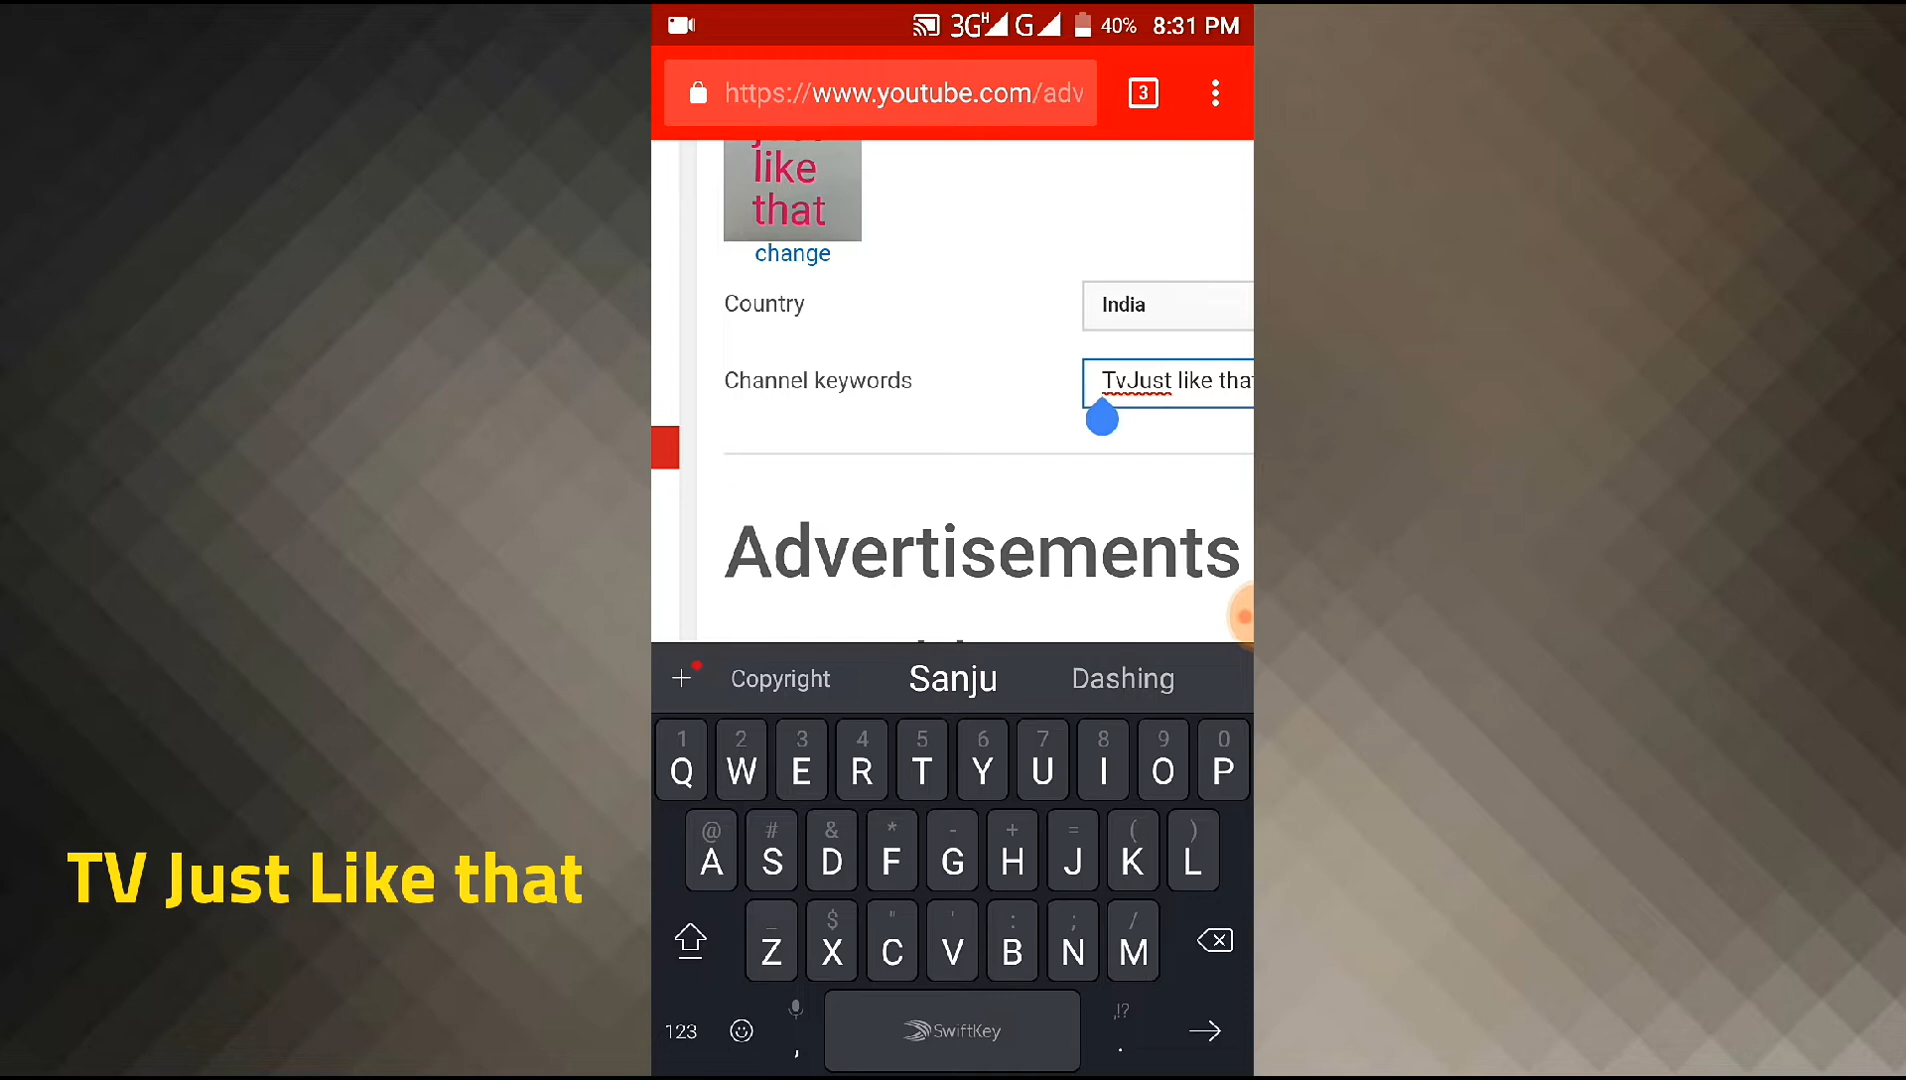 3G H G 40% 8:31 PM
https://www.youtube.com/adv 3
like
that
change
Country India
Channel keywords TvJust like that
Advertisements
+ Copyright Sanju Dashing
1 2 3 4 5 6 7 8 9 0
Q W E R T Y U I O P
@ # & * - + = ( )
A S D F G H J K L
_ $ " ' : ; /
Z X C V B N M
123 , SwiftKey ,!? .
TV Just Like that